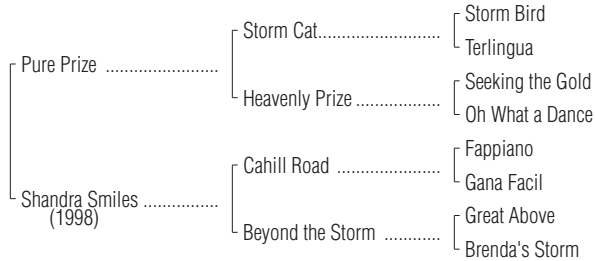 Storm Bird
Storm Cat..........................
Terlingua
Pure Prize ........................
Seeking the Gold
Heavenly Prize ..................
Oh What a Dance
Fappiano
Cahill Road ......................
Gana Facil
Shandra Smiles ................
(1998)
Great Above
Beyond the Storm ............
Brenda's Storm